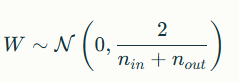 W ∼ 𝒩 (0, 2 / (n_in + n_out))